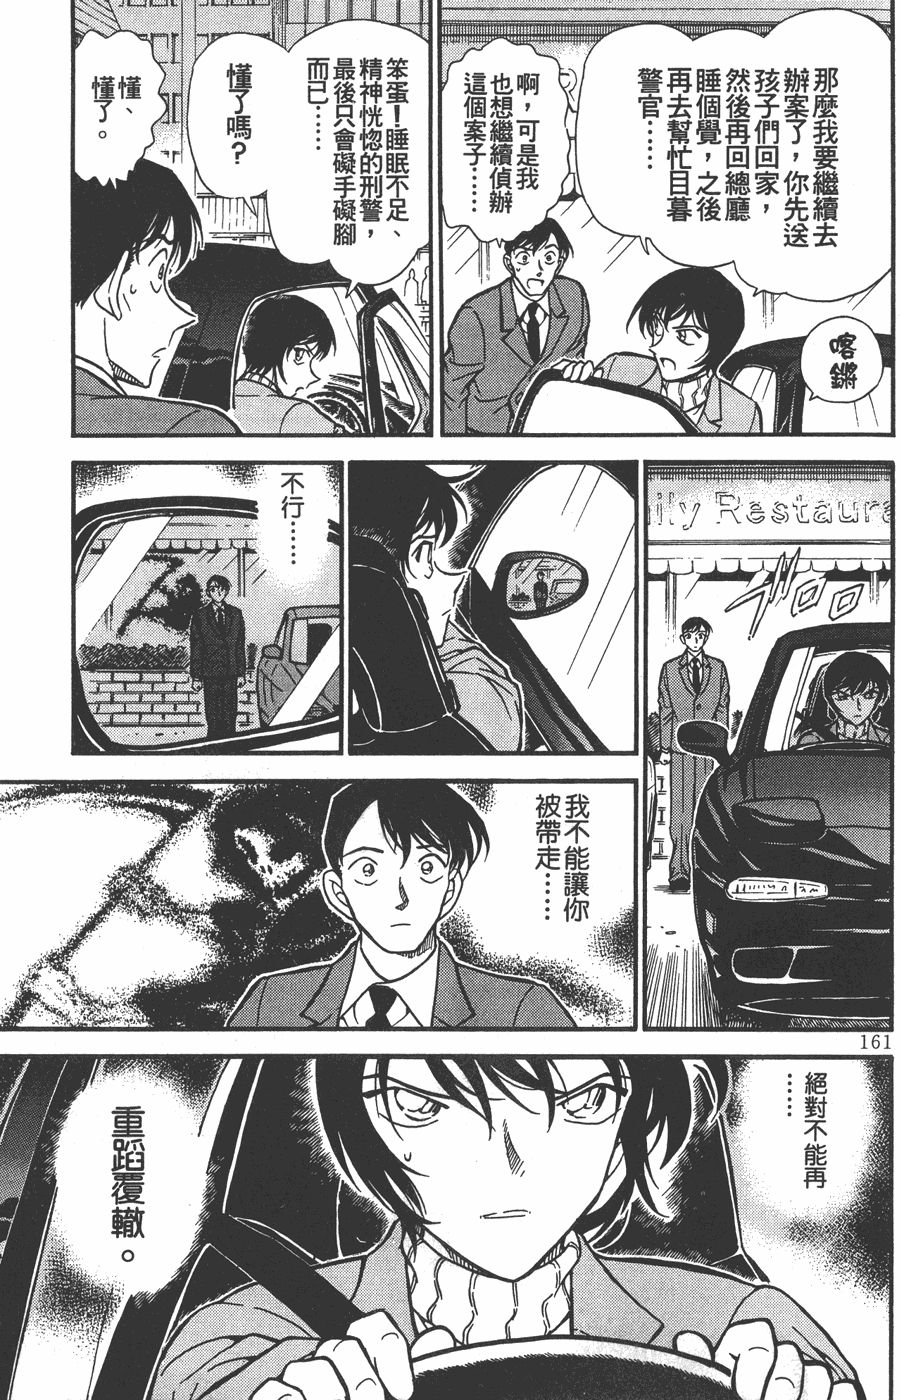 那麼我要繼續去
辦案了，你先送
孩子們回家，
然後再回總廳
睡個覺，之後
再去幫忙目暮
警官……
喀鏘
啊，可是我
也想繼續偵辦
這個案子……
笨蛋！睡眠不足、
精神恍惚的刑警，
最後只會礙手礙腳
而已……
懂了嗎？
懂、
懂了。
ily Restaura
ブロロロ
不行……
我不能讓你
被帶走……
161
絕對不能再
……
重蹈覆轍。